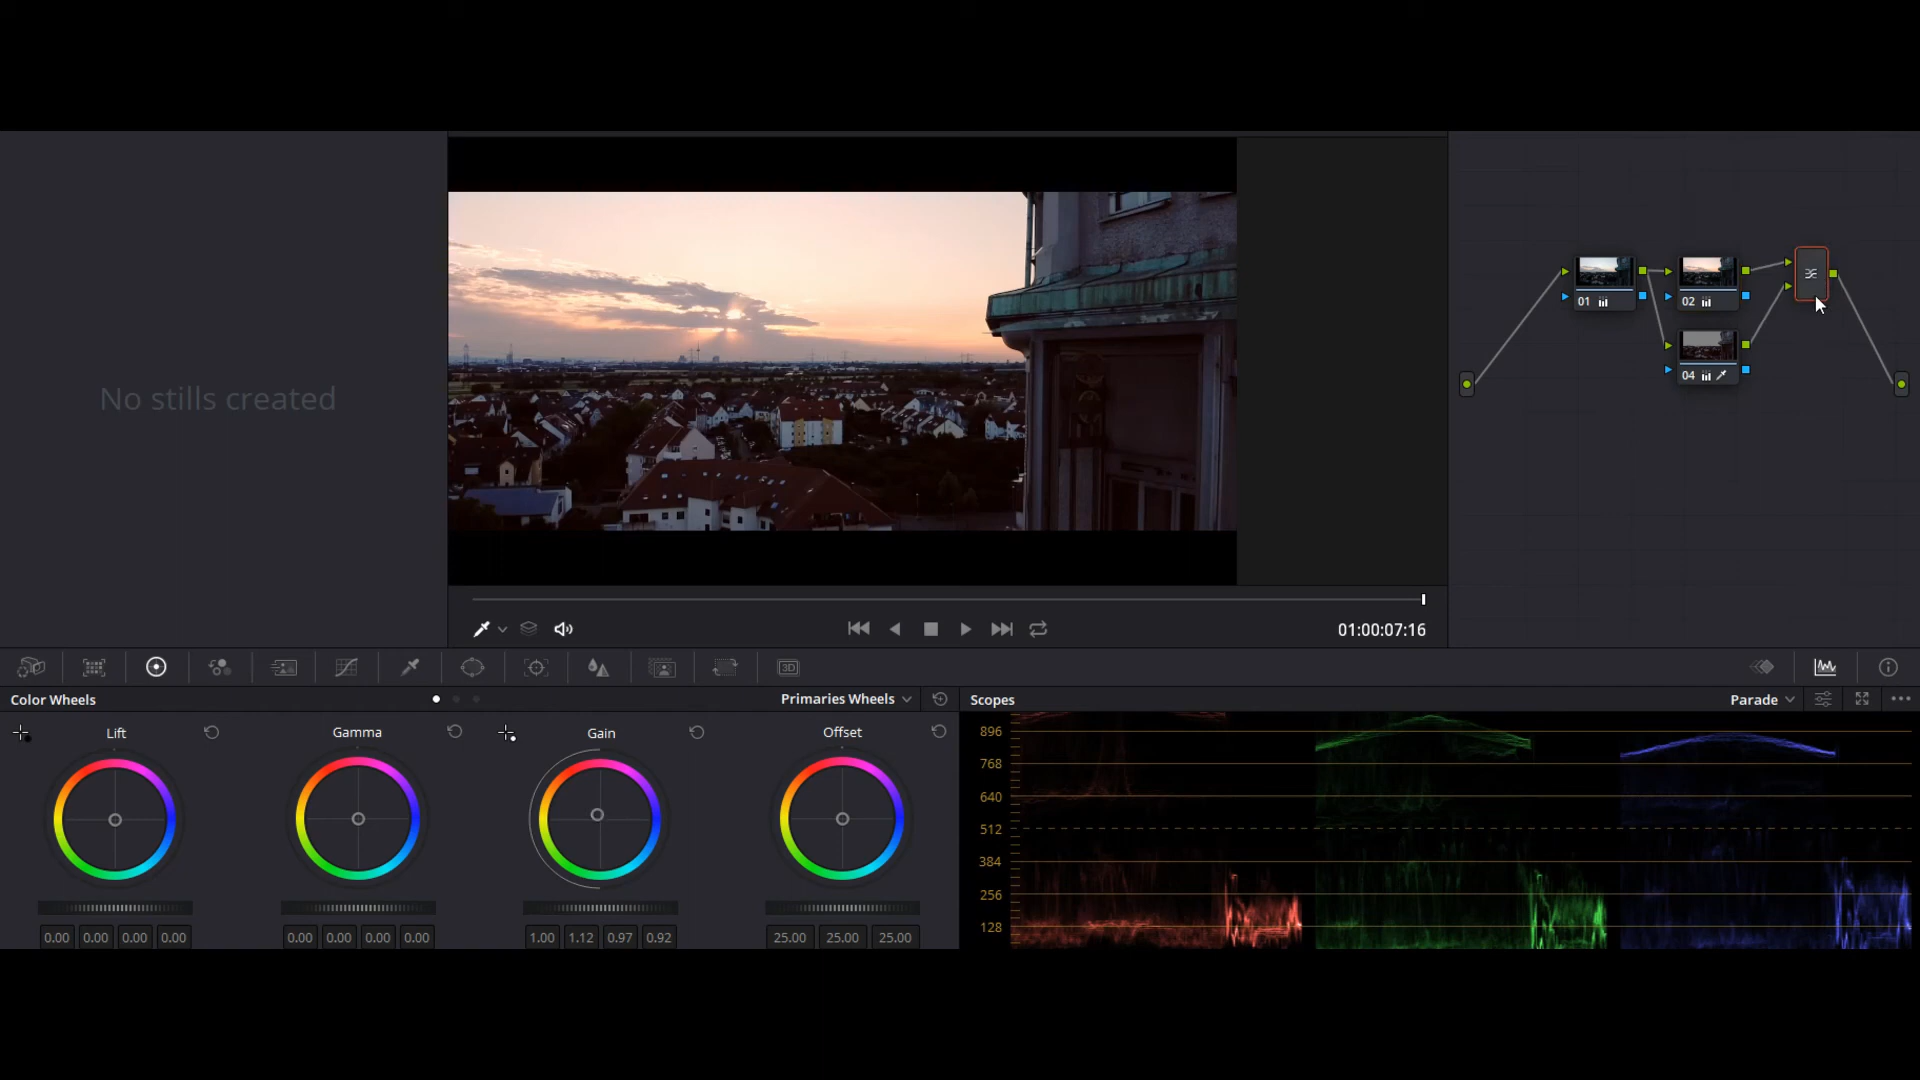 01
02
04
No stills created
01:00:07:16
3D
Color Wheels
Primaries Wheels
Scopes
Parade
Lift
Gamma
Gain
Offset
896
768
640
512
384
256
128
0.00 0.00 0.00 0.00
0.00 0.00 0.00 0.00
1.00 1.12 0.97 0.92
25.00 25.00 25.00